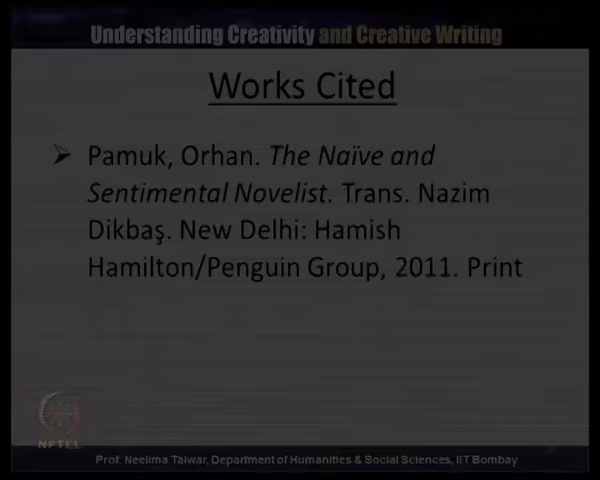 Understanding Creativity and Creative Writing
Works Cited
➢ Pamuk, Orhan. The Naïve and
Sentimental Novelist. Trans. Nazim
Dikbaş. New Delhi: Hamish
Hamilton/Penguin Group, 2011. Print
NPTEL
Prof. Neelima Talwar, Department of Humanities & Social Sciences, IIT Bombay